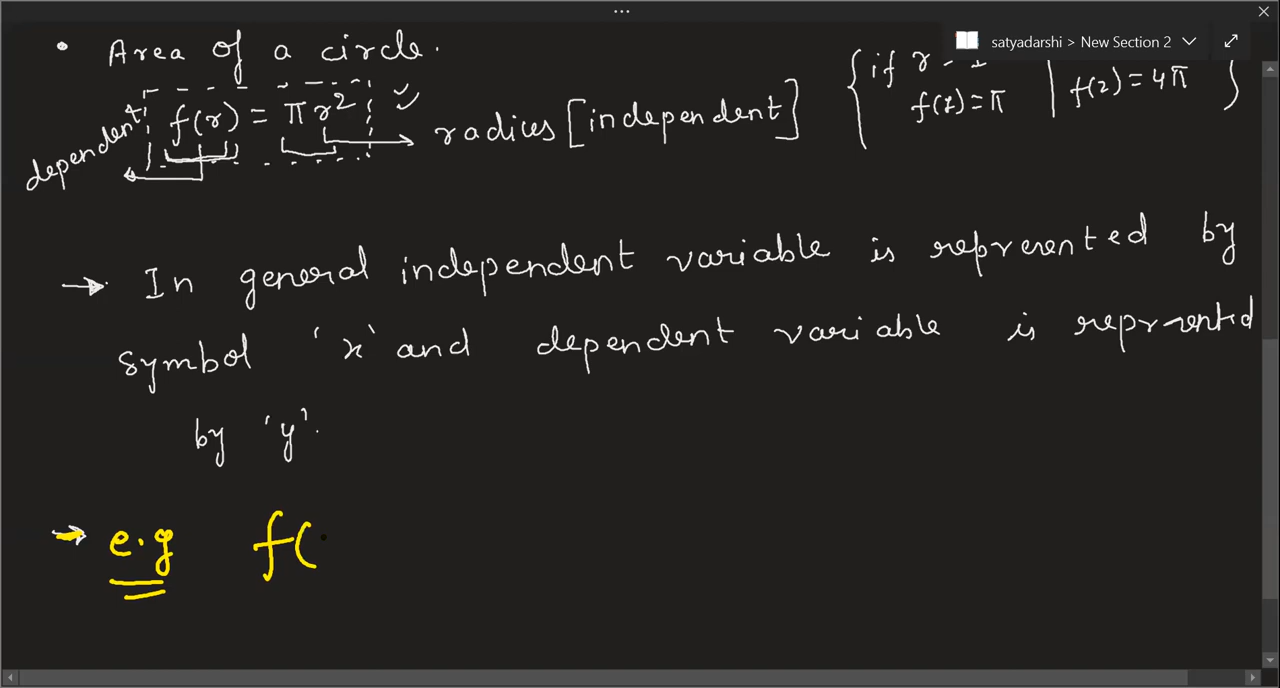 ...
satyadarshi > New Section 2
• Area of a circle.
f(r) = πr²
dependent
radices [independent]
{ if r = 1
f(1) = π | f(2) = 4π }
→ In general independent variable is represented by
symbol 'x' and dependent variable is represented
by 'y'.
→ e.g f(